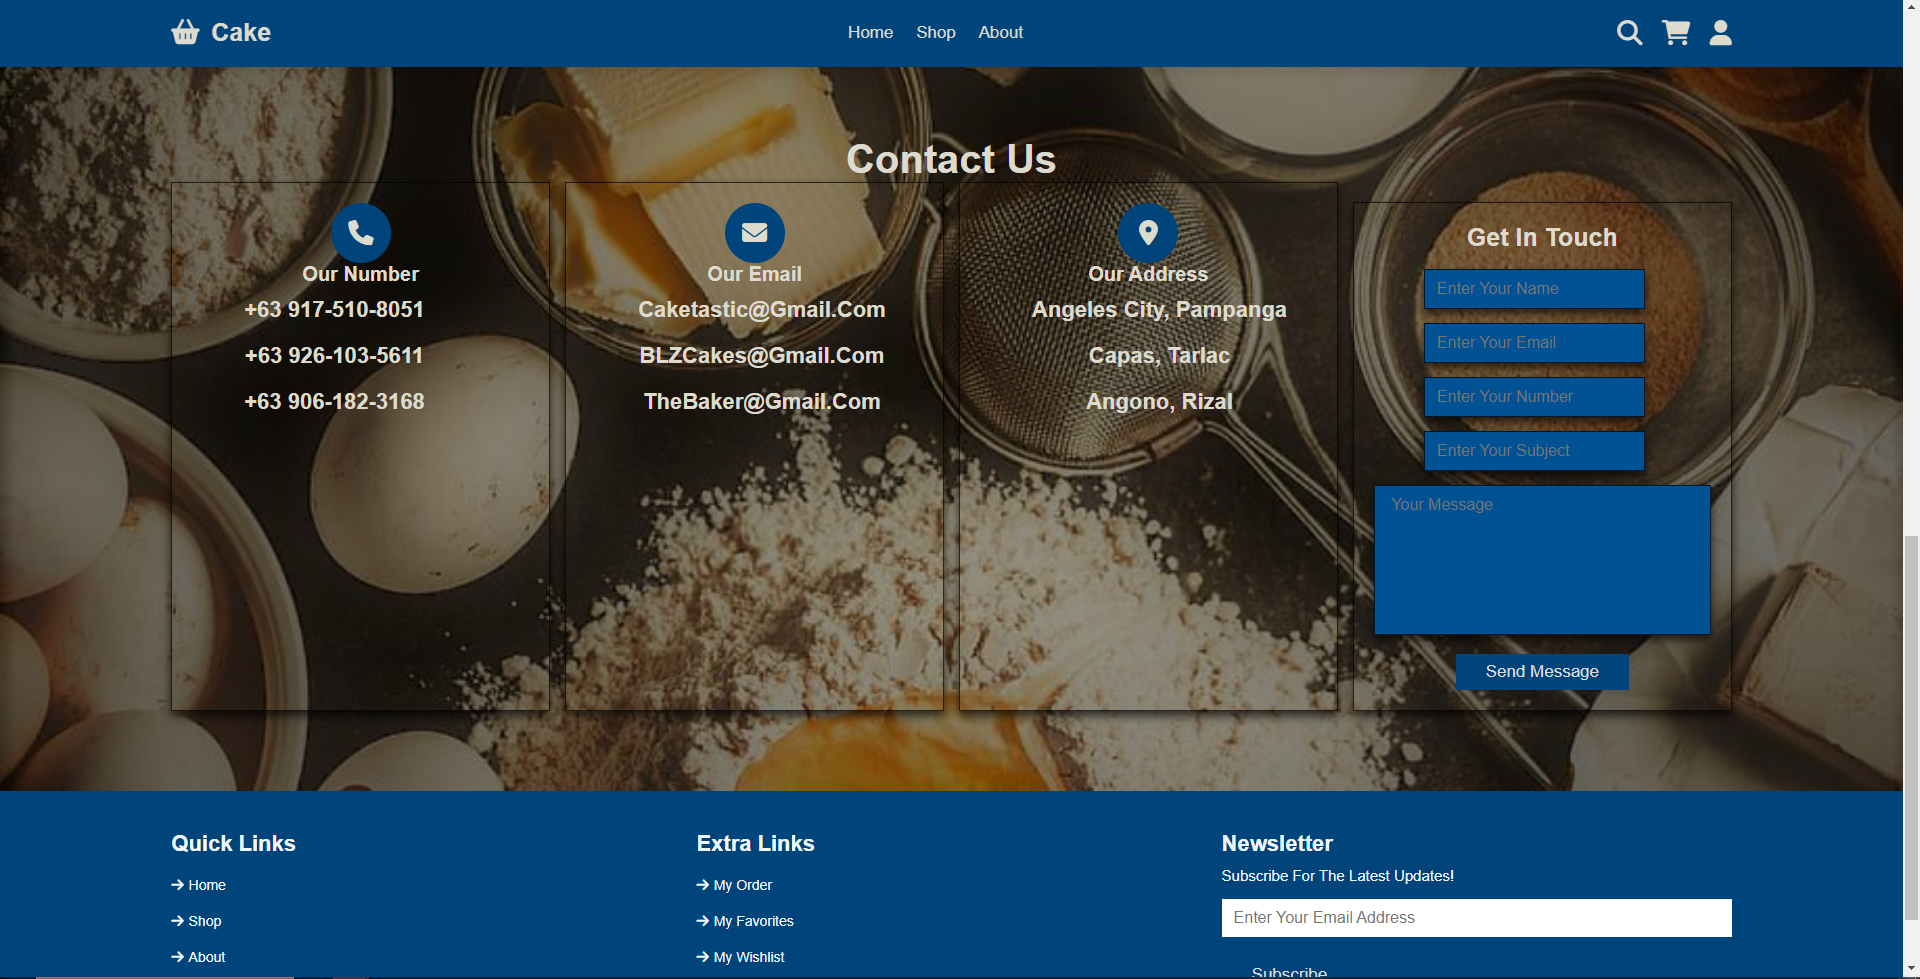 Cake
Home Shop About
Contact Us
Our Number
+63 917-510-8051
+63 926-103-5611
+63 906-182-3168
Our Email
Caketastic@Gmail.Com
BLZCakes@Gmail.Com
TheBaker@Gmail.Com
Our Address
Angeles City, Pampanga
Capas, Tarlac
Angono, Rizal
Get In Touch
Enter Your Name
Enter Your Email
Enter Your Number
Enter Your Subject
Your Message
Send Message
Quick Links
Home
Shop
About
Extra Links
My Order
My Favorites
My Wishlist
Newsletter
Subscribe For The Latest Updates!
Enter Your Email Address
Subscribe